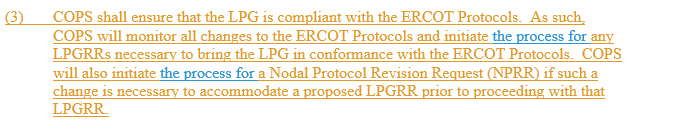 (3) COPS shall ensure that the LPG is compliant with the ERCOT Protocols.  As such,
COPS will monitor all changes to the ERCOT Protocols and initiate the process for any
LPGRRs necessary to bring the LPG in conformance with the ERCOT Protocols.  COPS
will also initiate the process for a Nodal Protocol Revision Request (NPRR) if such a
change is necessary to accommodate a proposed LPGRR prior to proceeding with that
LPGRR.